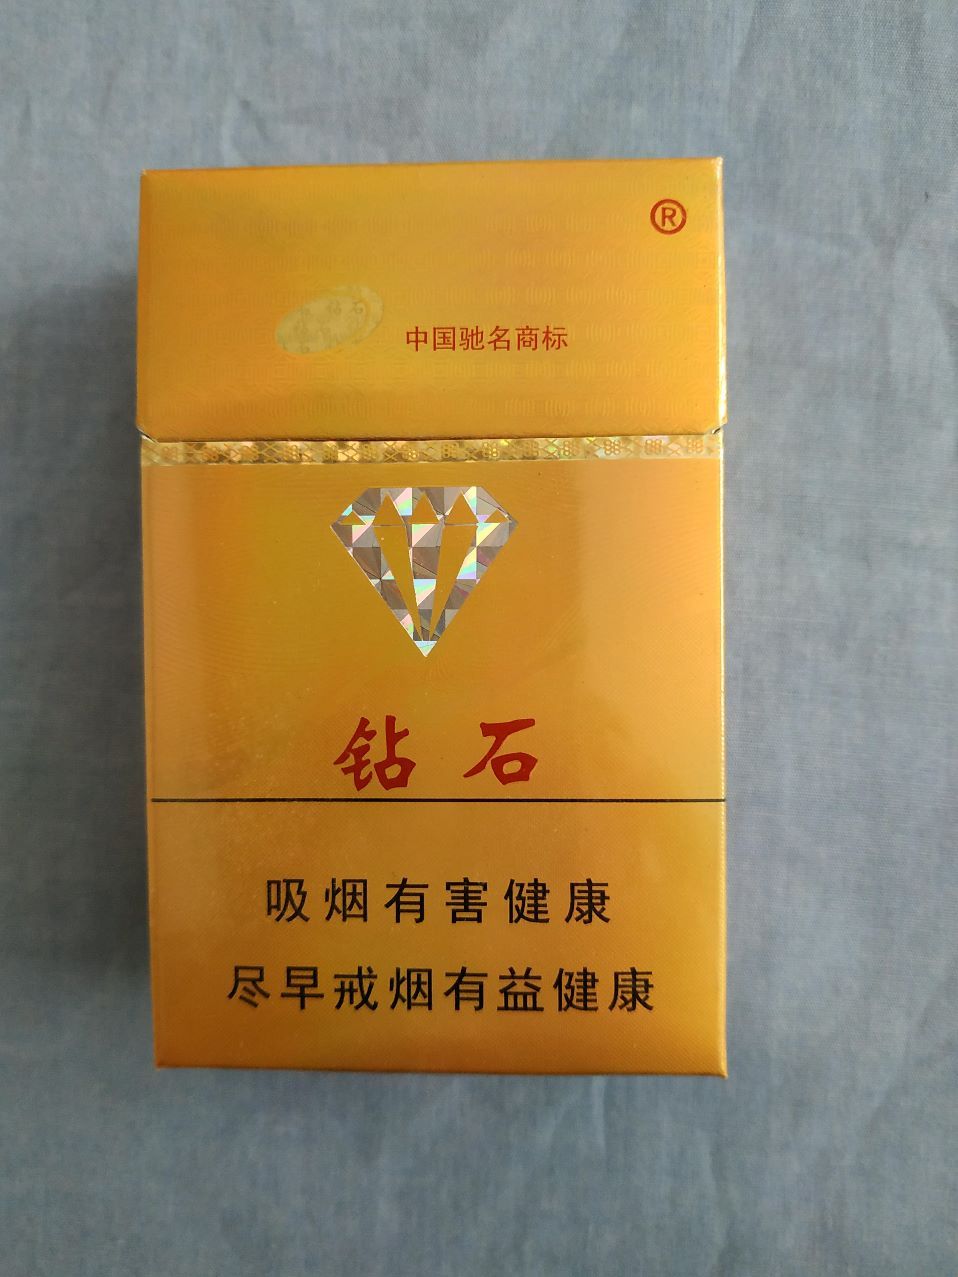 ®
中国驰名商标
钻石
吸烟有害健康
尽早戒烟有益健康